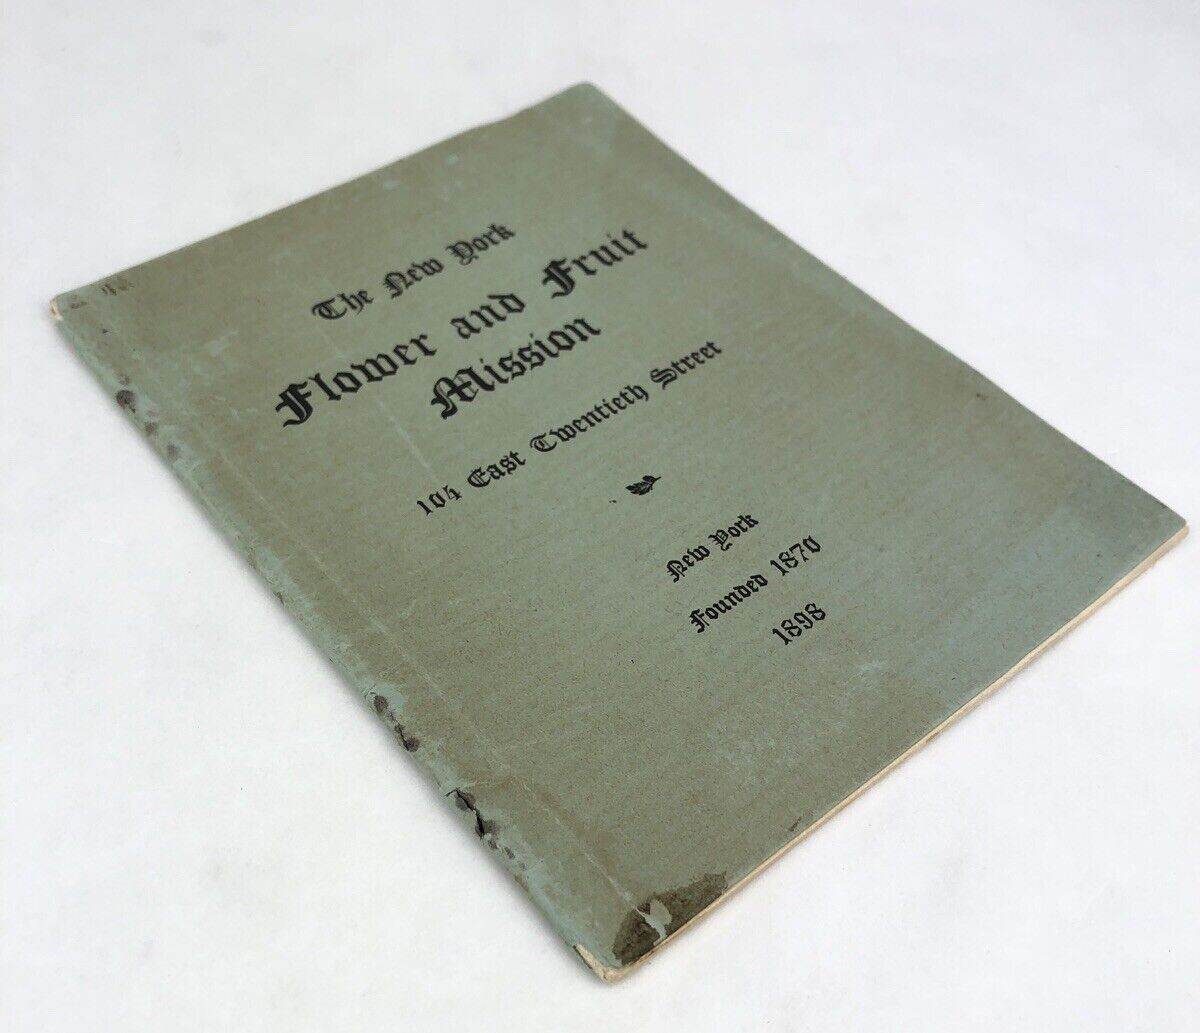 The New York
Flower and Fruit
Mission
104 East Twentieth Street
New York
Founded 1870
1898